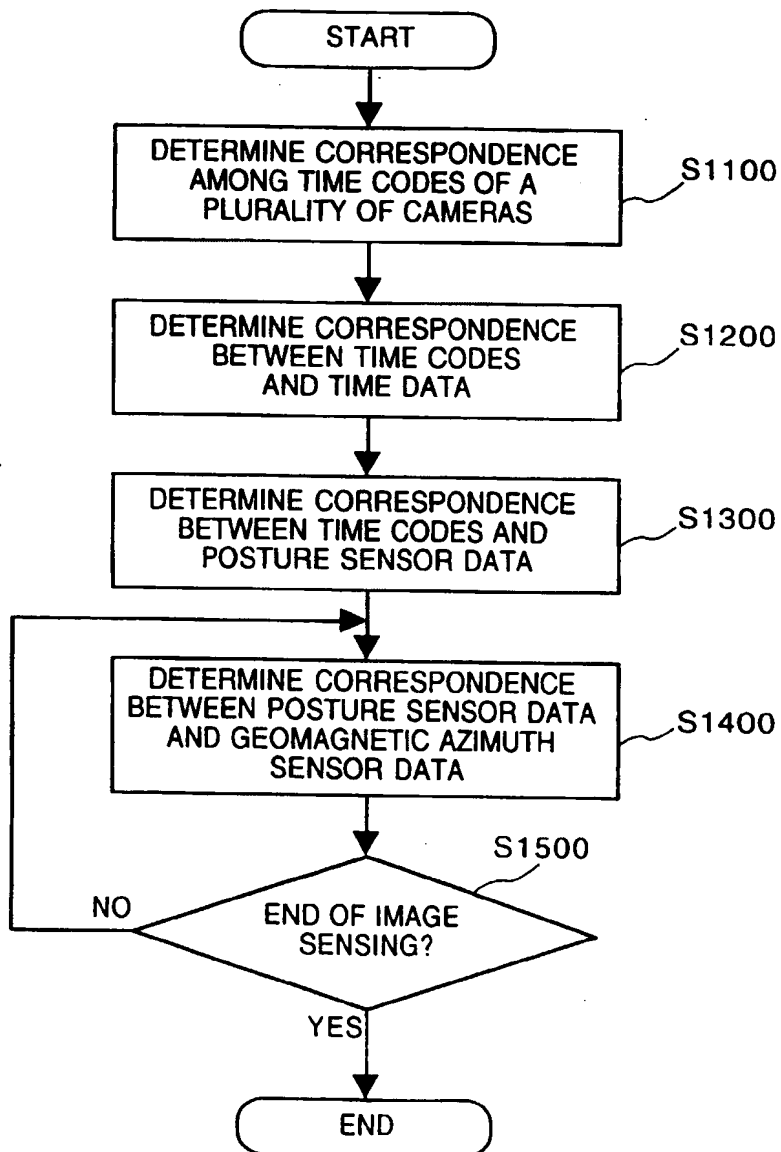 START
DETERMINE CORRESPONDENCE
AMONG TIME CODES OF A
PLURALITY OF CAMERAS
S1100
DETERMINE CORRESPONDENCE
BETWEEN TIME CODES
AND TIME DATA
S1200
DETERMINE CORRESPONDENCE
BETWEEN TIME CODES AND
POSTURE SENSOR DATA
S1300
DETERMINE CORRESPONDENCE
BETWEEN POSTURE SENSOR DATA
AND GEOMAGNETIC AZIMUTH
SENSOR DATA
S1400
S1500
NO
END OF IMAGE
SENSING?
YES
END